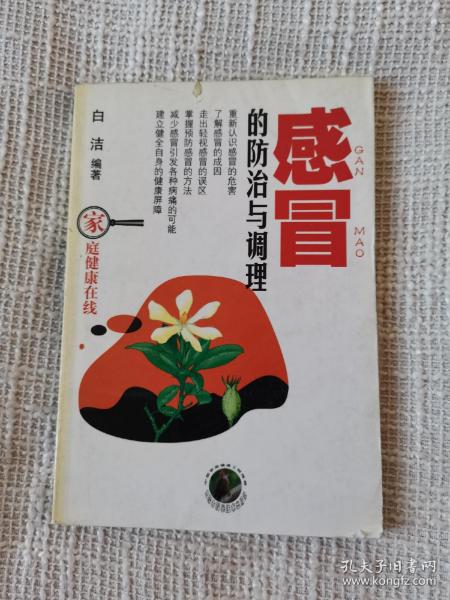 感冒
GAN
MAO
的防治与调理
重新认识感冒的危害
了解感冒的成因
走出轻视感冒的误区
掌握预防感冒的方法
减少感冒引发各种病痛的可能
建立健全自身的健康屏障
白洁 编著
家庭健康在线
孔夫子旧书网
www.kongfz.com